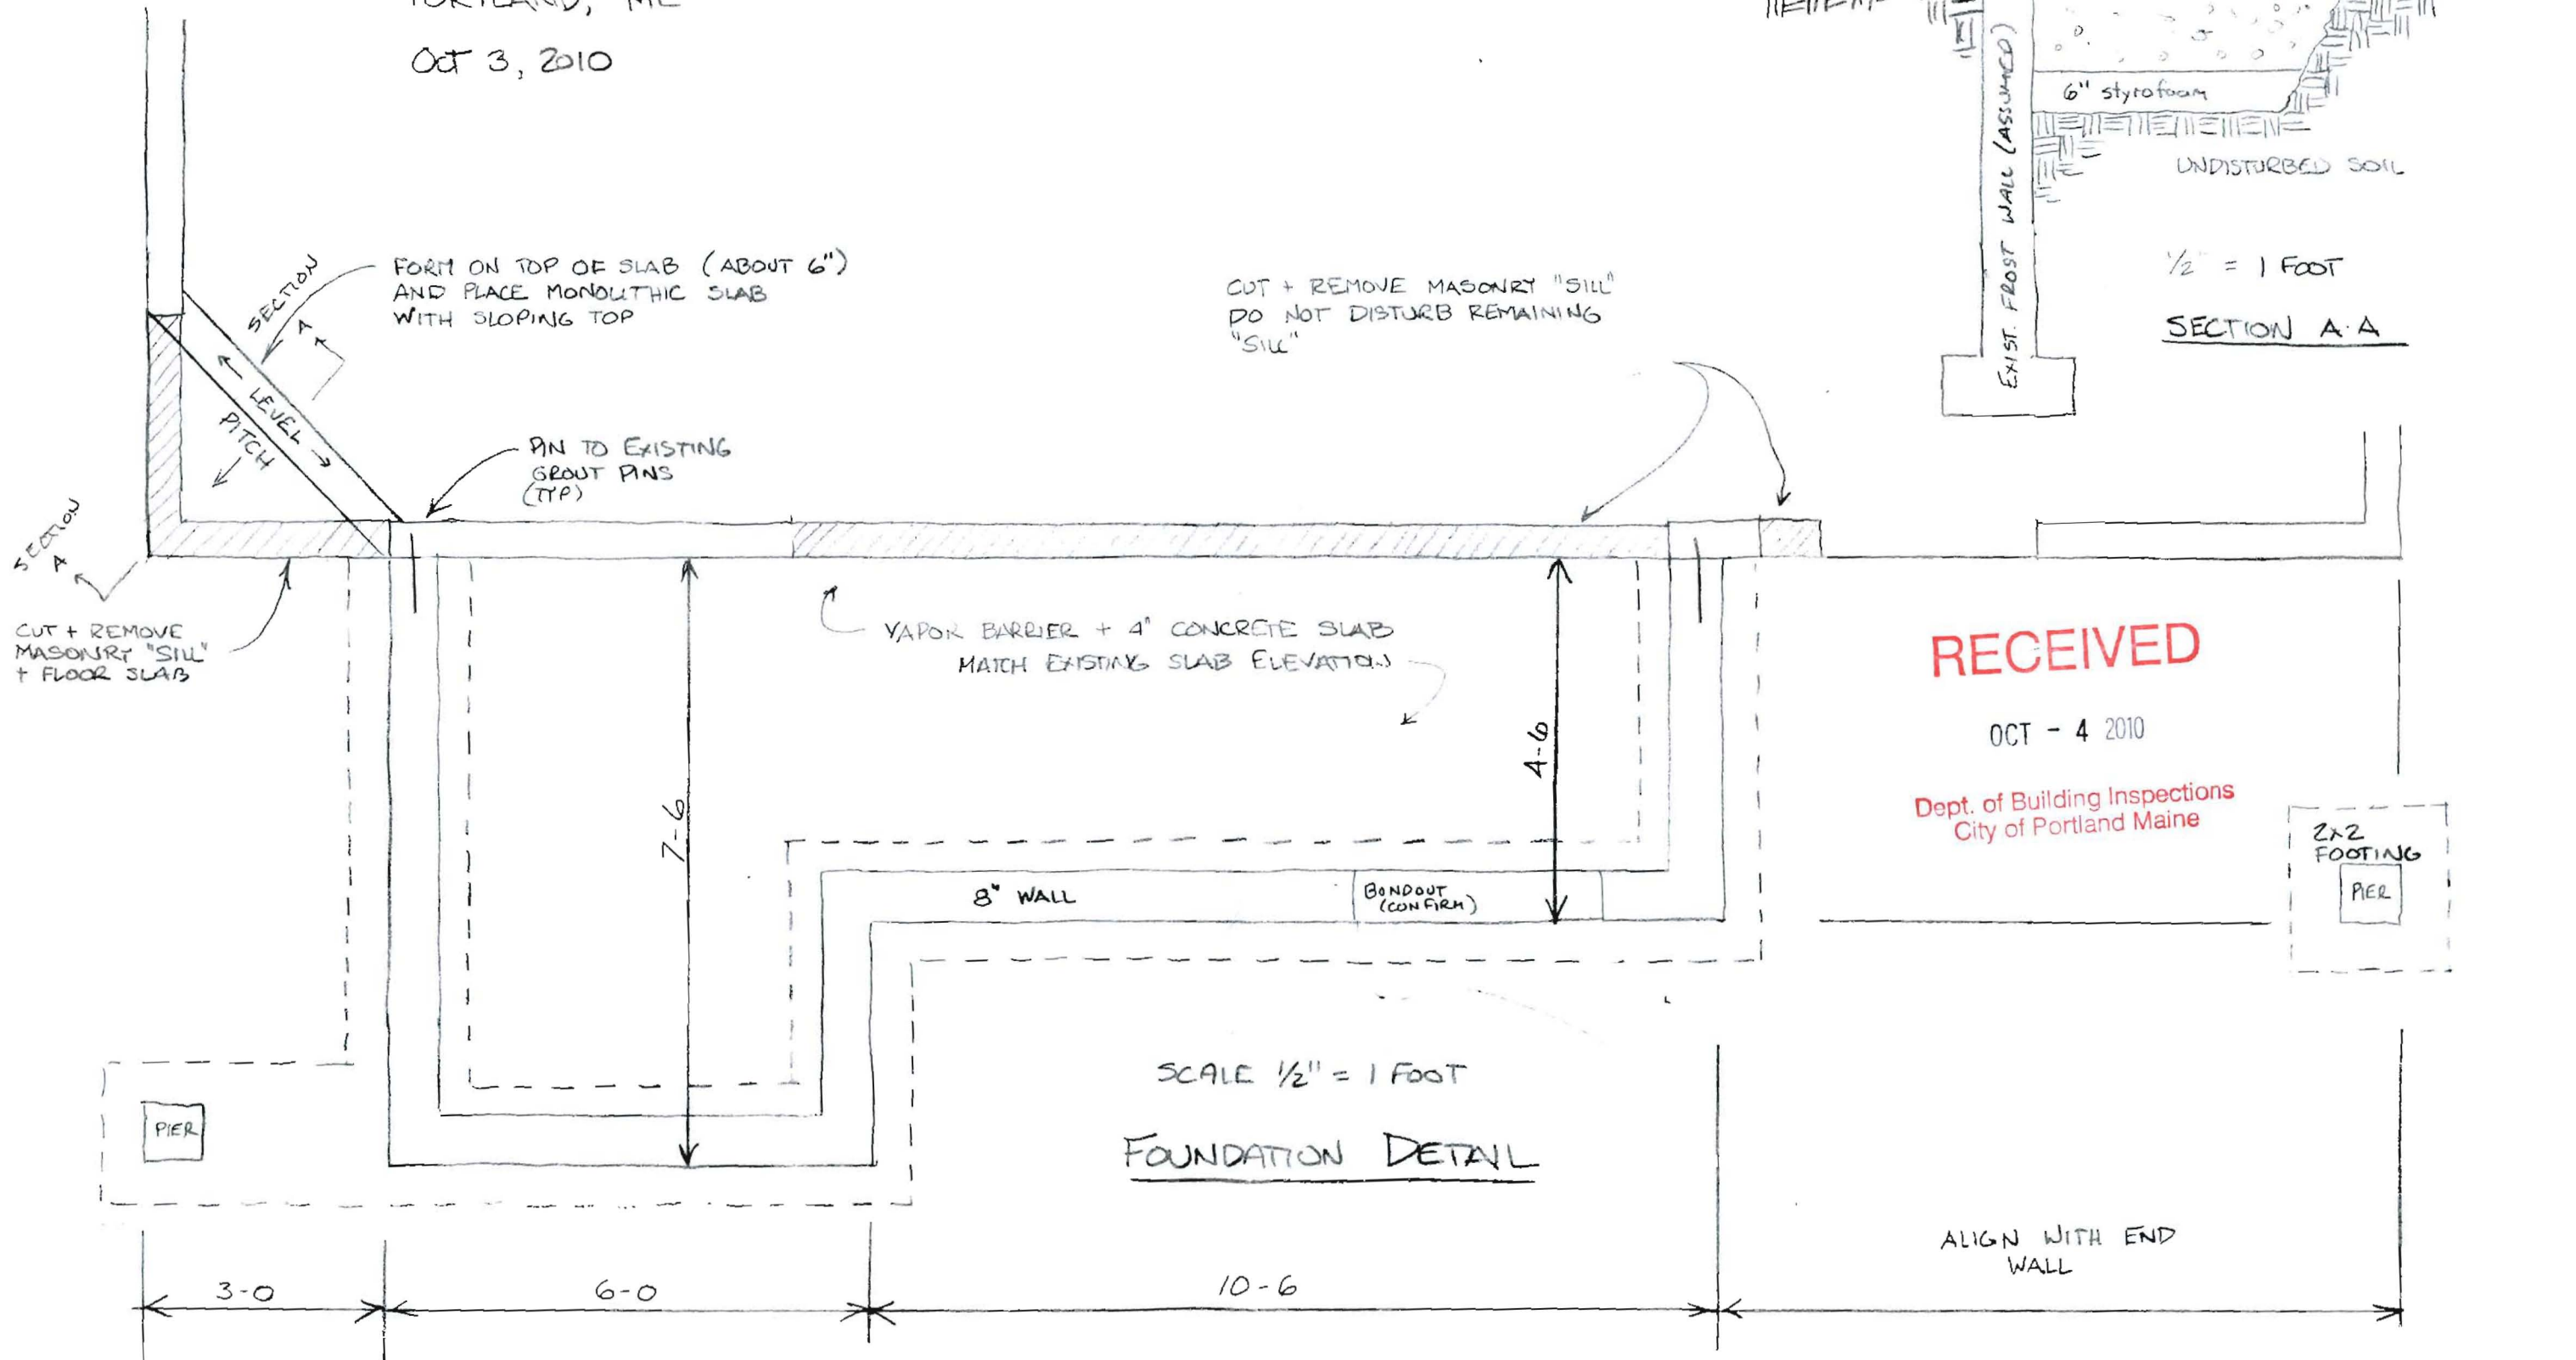 PORTLAND, ME
Oct 3, 2010
6" styrofoam
UNDISTURBED SOIL
1/2" = 1 FOOT
SECTION A-A
EXIST. FROST WALL (ASSUMED)
SECTION
A
FORM ON TOP OF SLAB (ABOUT 6")
AND PLACE MONOLITHIC SLAB
WITH SLOPING TOP
CUT + REMOVE MASONRY "SILL"
DO NOT DISTURB REMAINING
"SILL"
LEVEL
PITCH
PIN TO EXISTING
GROUT PINS
(TYP)
SECTION
A
CUT + REMOVE
MASONRY "SILL"
+ FLOOR SLAB
VAPOR BARRIER + 4" CONCRETE SLAB
MATCH EXISTING SLAB ELEVATION
RECEIVED
OCT - 4 2010
Dept. of Building Inspections
City of Portland Maine
7-6
4-6
8" WALL
BONDOUT
(CONFIRM)
2x2
FOOTING
PIER
PIER
SCALE 1/2" = 1 FOOT
FOUNDATION DETAIL
ALIGN WITH END
WALL
3-0
6-0
10-6